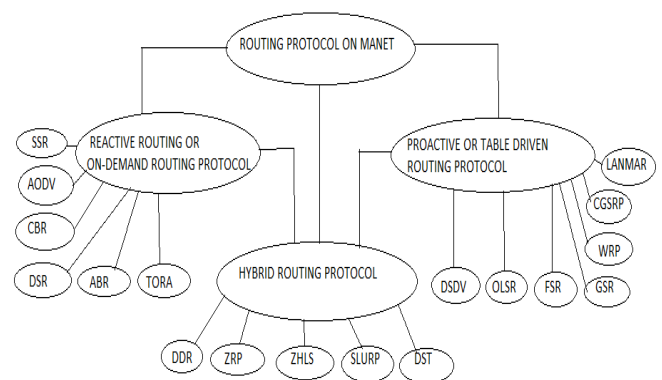 ROUTING PROTOCOL ON MANET
REACTIVE ROUTING OR
ON-DEMAND ROUTING PROTOCOL
PROACTIVE OR TABLE DRIVEN
ROUTING PROTOCOL
SSR
AODV
CBR
DSR
ABR
TORA
HYBRID ROUTING PROTOCOL
DDR
ZRP
ZHLS
SLURP
DST
DSDV
OLSR
FSR
GSR
WRP
CGSRP
LANMAR